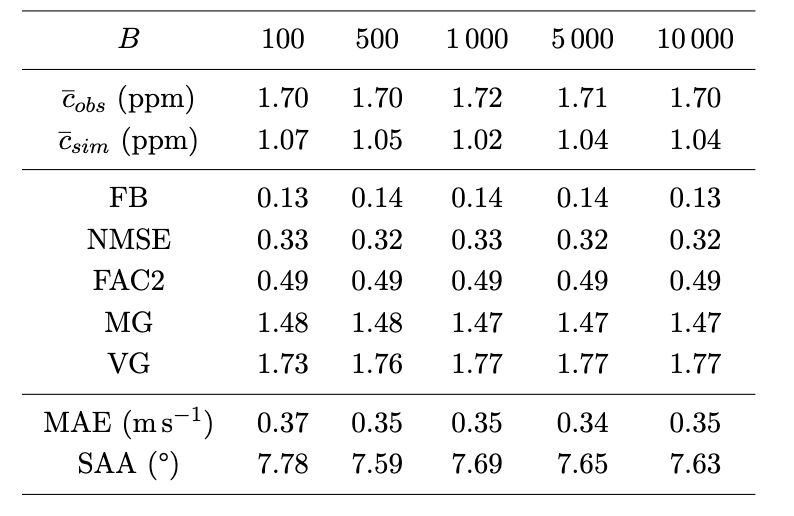 B 100 500 1 000 5 000 10 000
c̄obs (ppm) 1.70 1.70 1.72 1.71 1.70
c̄sim (ppm) 1.07 1.05 1.02 1.04 1.04
FB 0.13 0.14 0.14 0.14 0.13
NMSE 0.33 0.32 0.33 0.32 0.32
FAC2 0.49 0.49 0.49 0.49 0.49
MG 1.48 1.48 1.47 1.47 1.47
VG 1.73 1.76 1.77 1.77 1.77
MAE (m s⁻¹) 0.37 0.35 0.35 0.34 0.35
SAA (°) 7.78 7.59 7.69 7.65 7.63